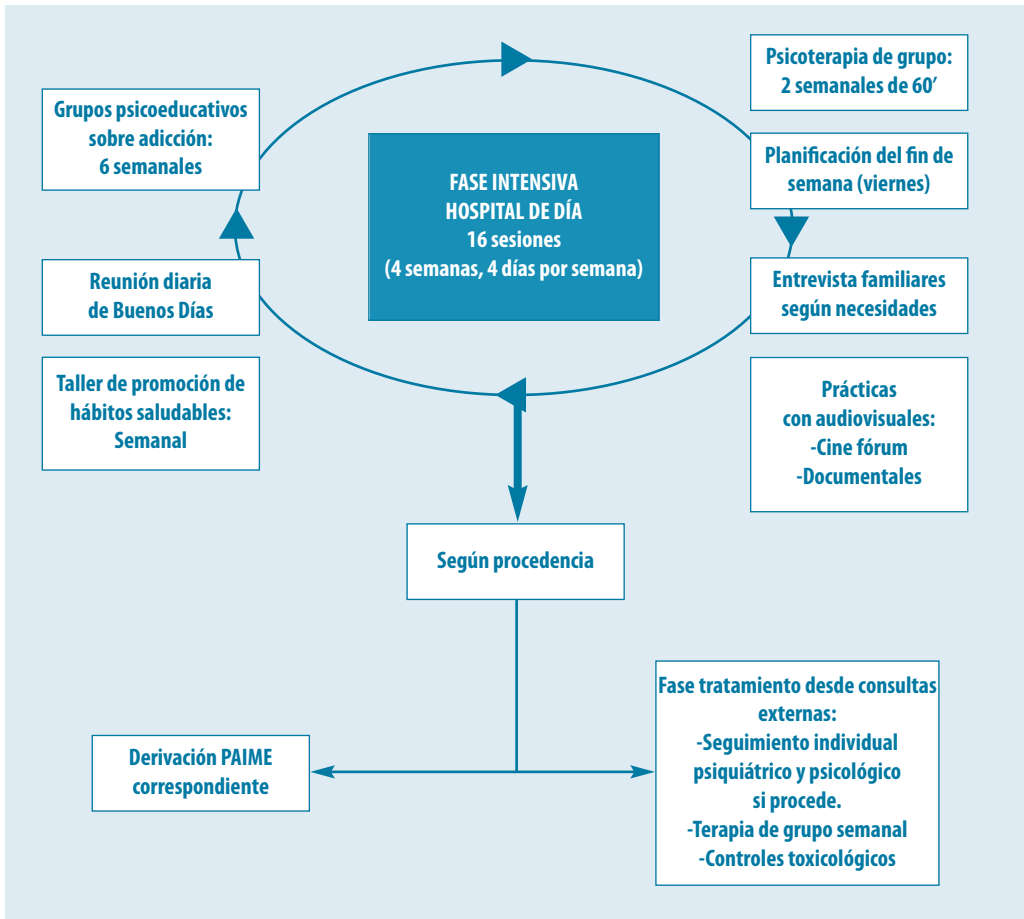 Grupos psicoeducativos
sobre adicción:
6 semanales
Reunión diaria
de Buenos Días
Taller de promoción de
hábitos saludables:
Semanal
FASE INTENSIVA
HOSPITAL DE DÍA
16 sesiones
(4 semanas, 4 días por semana)
Psicoterapia de grupo:
2 semanales de 60’
Planificación del fin de
semana (viernes)
Entrevista familiares
según necesidades
Prácticas
con audiovisuales:
-Cine fórum
-Documentales
Según procedencia
Derivación PAIME
correspondiente
Fase tratamiento desde consultas
externas:
-Seguimiento individual
psiquiátrico y psicológico
si procede.
-Terapia de grupo semanal
-Controles toxicológicos